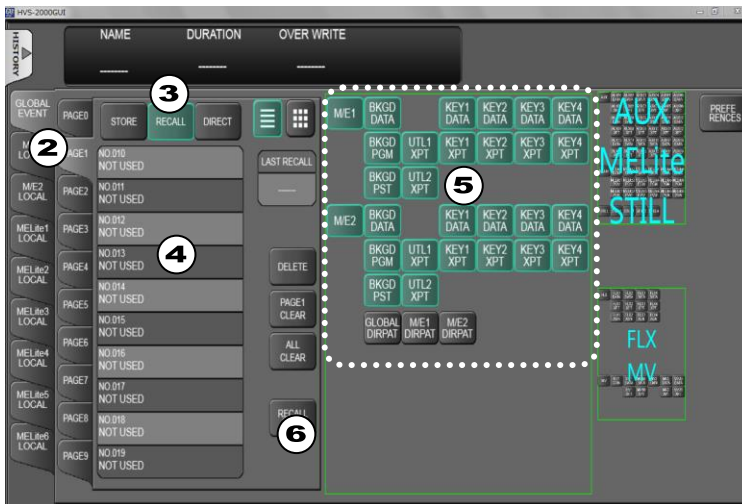 HVS-2000GUI
HISTORY
NAME DURATION OVER WRITE
-------- -------- --------
GLOBAL EVENT
LOCAL
M/E2 LOCAL
MELite1 LOCAL
MELite2 LOCAL
MELite3 LOCAL
MELite4 LOCAL
MELite5 LOCAL
MELite6 LOCAL
PAGE0
PAGE1
PAGE2
PAGE3
PAGE4
PAGE5
PAGE6
PAGE7
PAGE8
PAGE9
2
3
STORE RECALL DIRECT
NO.010
NOT USED
NO.011
NOT USED
NO.012
NOT USED
NO.013
NOT USED
4
NO.014
NOT USED
NO.015
NOT USED
NO.016
NOT USED
NO.017
NOT USED
NO.018
NOT USED
NO.019
NOT USED
LAST RECALL
-----
DELETE
PAGE1 CLEAR
ALL CLEAR
RECALL
6
M/E1 BKGD DATA KEY1 DATA KEY2 DATA KEY3 DATA KEY4 DATA
BKGD PGM UTL1 XPT KEY1 XPT KEY2 XPT KEY3 XPT KEY4 XPT
BKGD PST UTL2 XPT
5
M/E2 BKGD DATA KEY1 DATA KEY2 DATA KEY3 DATA KEY4 DATA
BKGD PGM UTL1 XPT KEY1 XPT KEY2 XPT KEY3 XPT KEY4 XPT
BKGD PST UTL2 XPT
GLOBAL DIRPAT M/E1 DIRPAT M/E2 DIRPAT
AUX
MELite
STILL
FLX
MV
PREFE RENCES